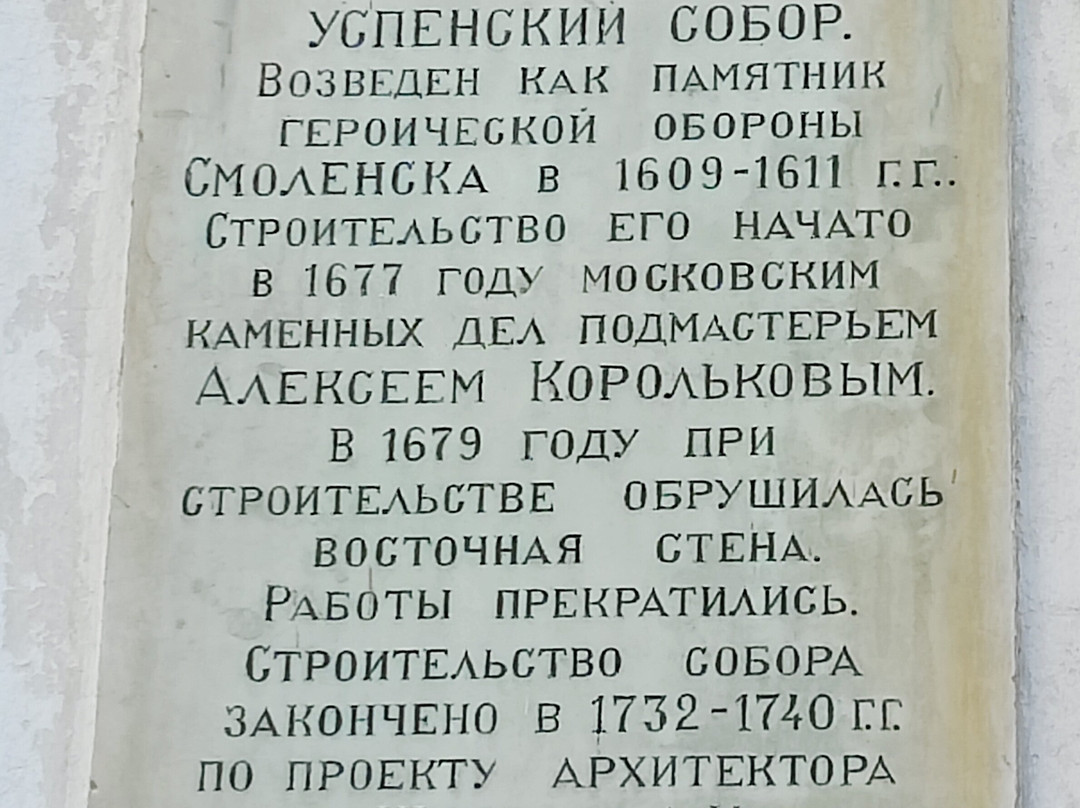 УСПЕНСКИЙ СОБОР.
ВОЗВЕДЕН КАК ПАМЯТНИК
ГЕРОИЧЕСКОЙ ОБОРОНЫ
СМОЛЕНСКА В 1609-1611 Г.Г..
СТРОИТЕЛЬСТВО ЕГО НАЧАТО
В 1677 ГОДУ МОСКОВСКИМ
КАМЕННЫХ ДЕЛ ПОДМАСТЕРЬЕМ
АЛЕКСЕЕМ КОРОЛЬКОВЫМ.
В 1679 ГОДУ ПРИ
СТРОИТЕЛЬСТВЕ ОБРУШИЛАСЬ
ВОСТОЧНАЯ СТЕНА.
РАБОТЫ ПРЕКРАТИЛИСЬ.
СТРОИТЕЛЬСТВО СОБОРА
ЗАКОНЧЕНО В 1732-1740 Г.Г.
ПО ПРОЕКТУ АРХИТЕКТОРА